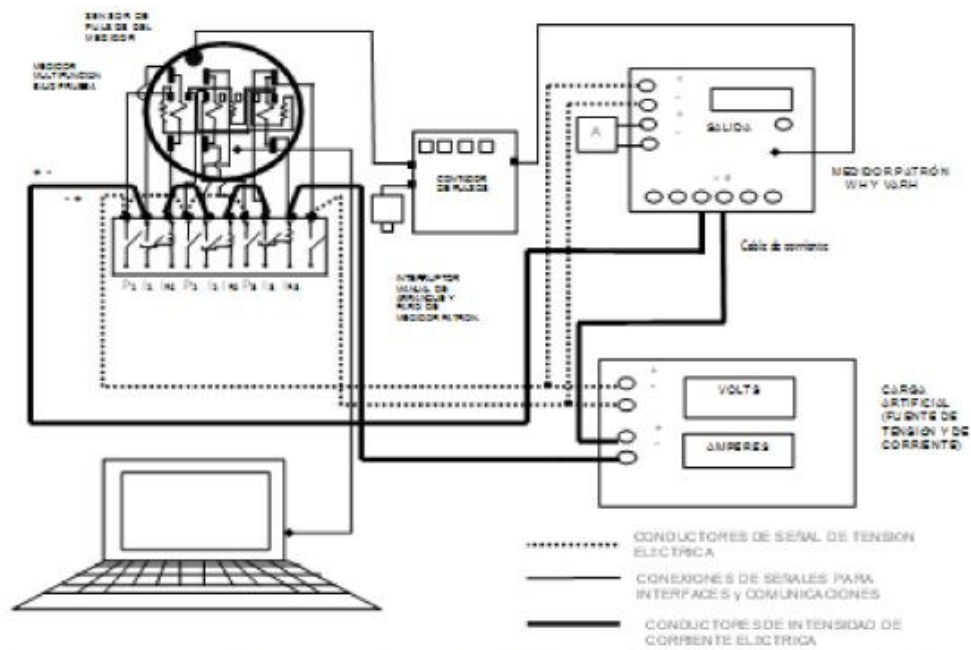 SENSOR DE
PULSOS DEL
MEDIDOR
MEDIDOR
MULTIFUNCION
BAJO PRUEBA
CONTADOR
DE PULSOS
INTERRUPTOR
MANUAL DE
ARRANQUE Y
PARO DE
MEDIDOR PATRON.
A
SALIDA
MEDIDOR PATRÓN
WH Y VARH
Cable de corriente
VOLTS
AMPERES
CARGA
ARTIFICIAL
(FUENTE DE
TENSION Y DE
CORRIENTE)
CONDUCTORES DE SEÑAL DE TENSION
ELECTRICA
CONEXIONES DE SEÑALES PARA
INTERFACES y COMUNICACIONES
CONDUCTORES DE INTENSIDAD DE
CORRIENTE ELECTRICA